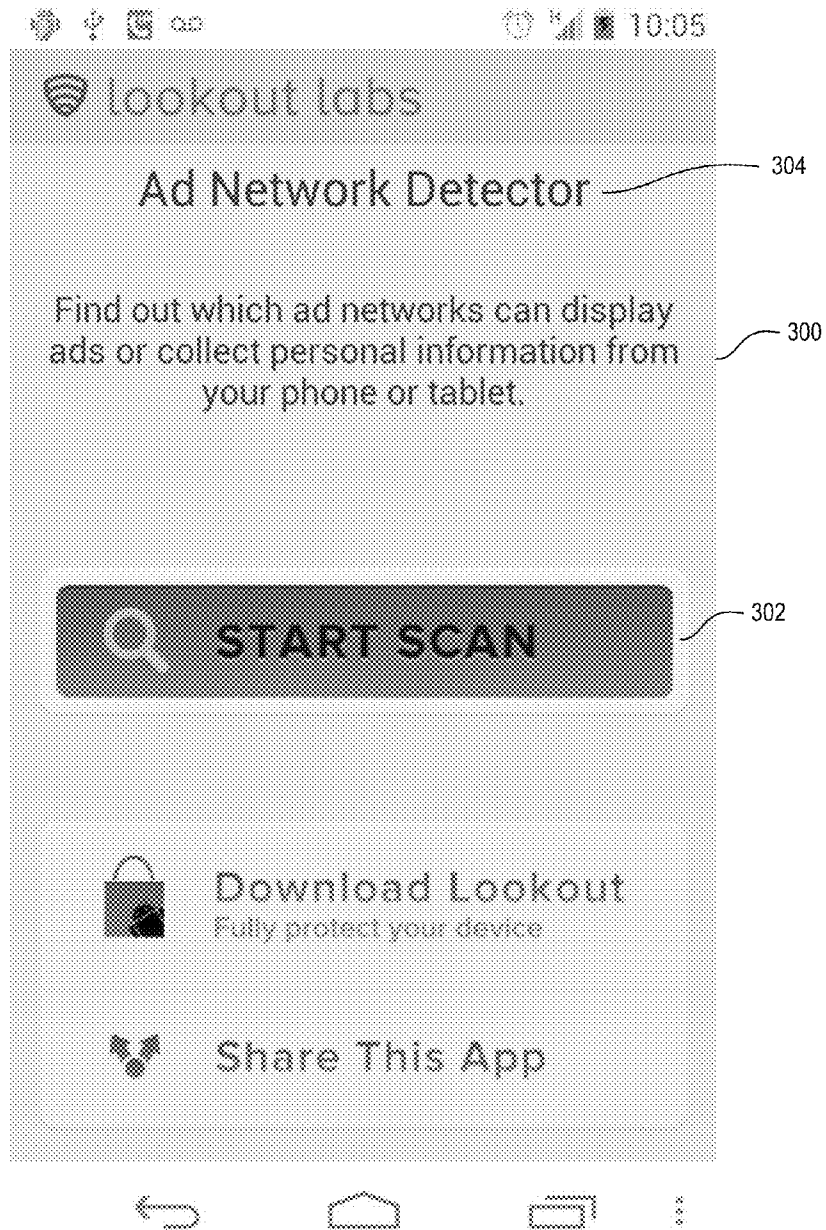 10:05
lookout labs
Ad Network Detector
304
Find out which ad networks can display
ads or collect personal information from
your phone or tablet.
300
START SCAN
302
Download Lookout
Fully protect your device
Share This App